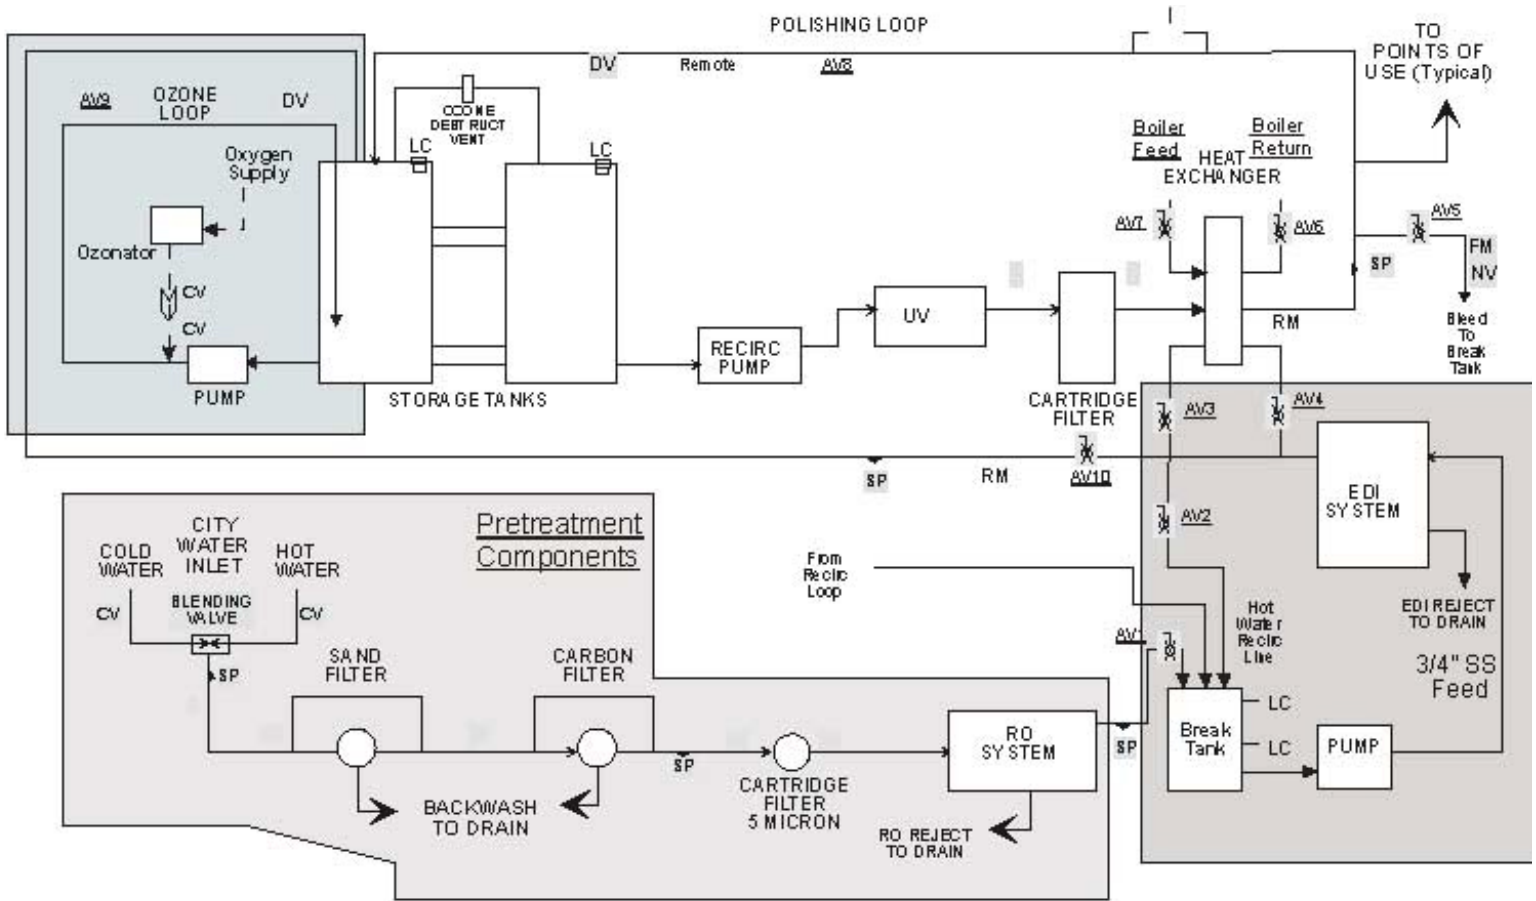 POLISHING LOOP
TO
POINTS OF
USE (Typical)
DV
Remote
AV8
AV9
OZONE
LOOP
DV
OZONE
DESTRUCT
VENT
LC
LC
Oxygen
Supply
Ozonator
CV
CV
PUMP
STORAGE TANKS
RECIRC
PUMP
UV
CARTRIDGE
FILTER
Boiler
Feed
Boiler
Return
HEAT
EXCHANGER
AV7
AV6
AV5
SP
FM
NV
RM
Bleed
To
Break
Tank
AV3
AV4
SP
RM
AV10
EDI
SYSTEM
AV2
EDI REJECT
TO DRAIN
3/4" SS
Feed
Pretreatment
Components
CITY
WATER
INLET
COLD
WATER
HOT
WATER
CV
BLENDING
VALVE
CV
SP
SAND
FILTER
CARBON
FILTER
SP
BACKWASH
TO DRAIN
CARTRIDGE
FILTER
5 MICRON
RO
SYSTEM
RO REJECT
TO DRAIN
SP
From
Recirc
Loop
AV1
Hot
Water
Recirc
Line
Break
Tank
LC
LC
PUMP